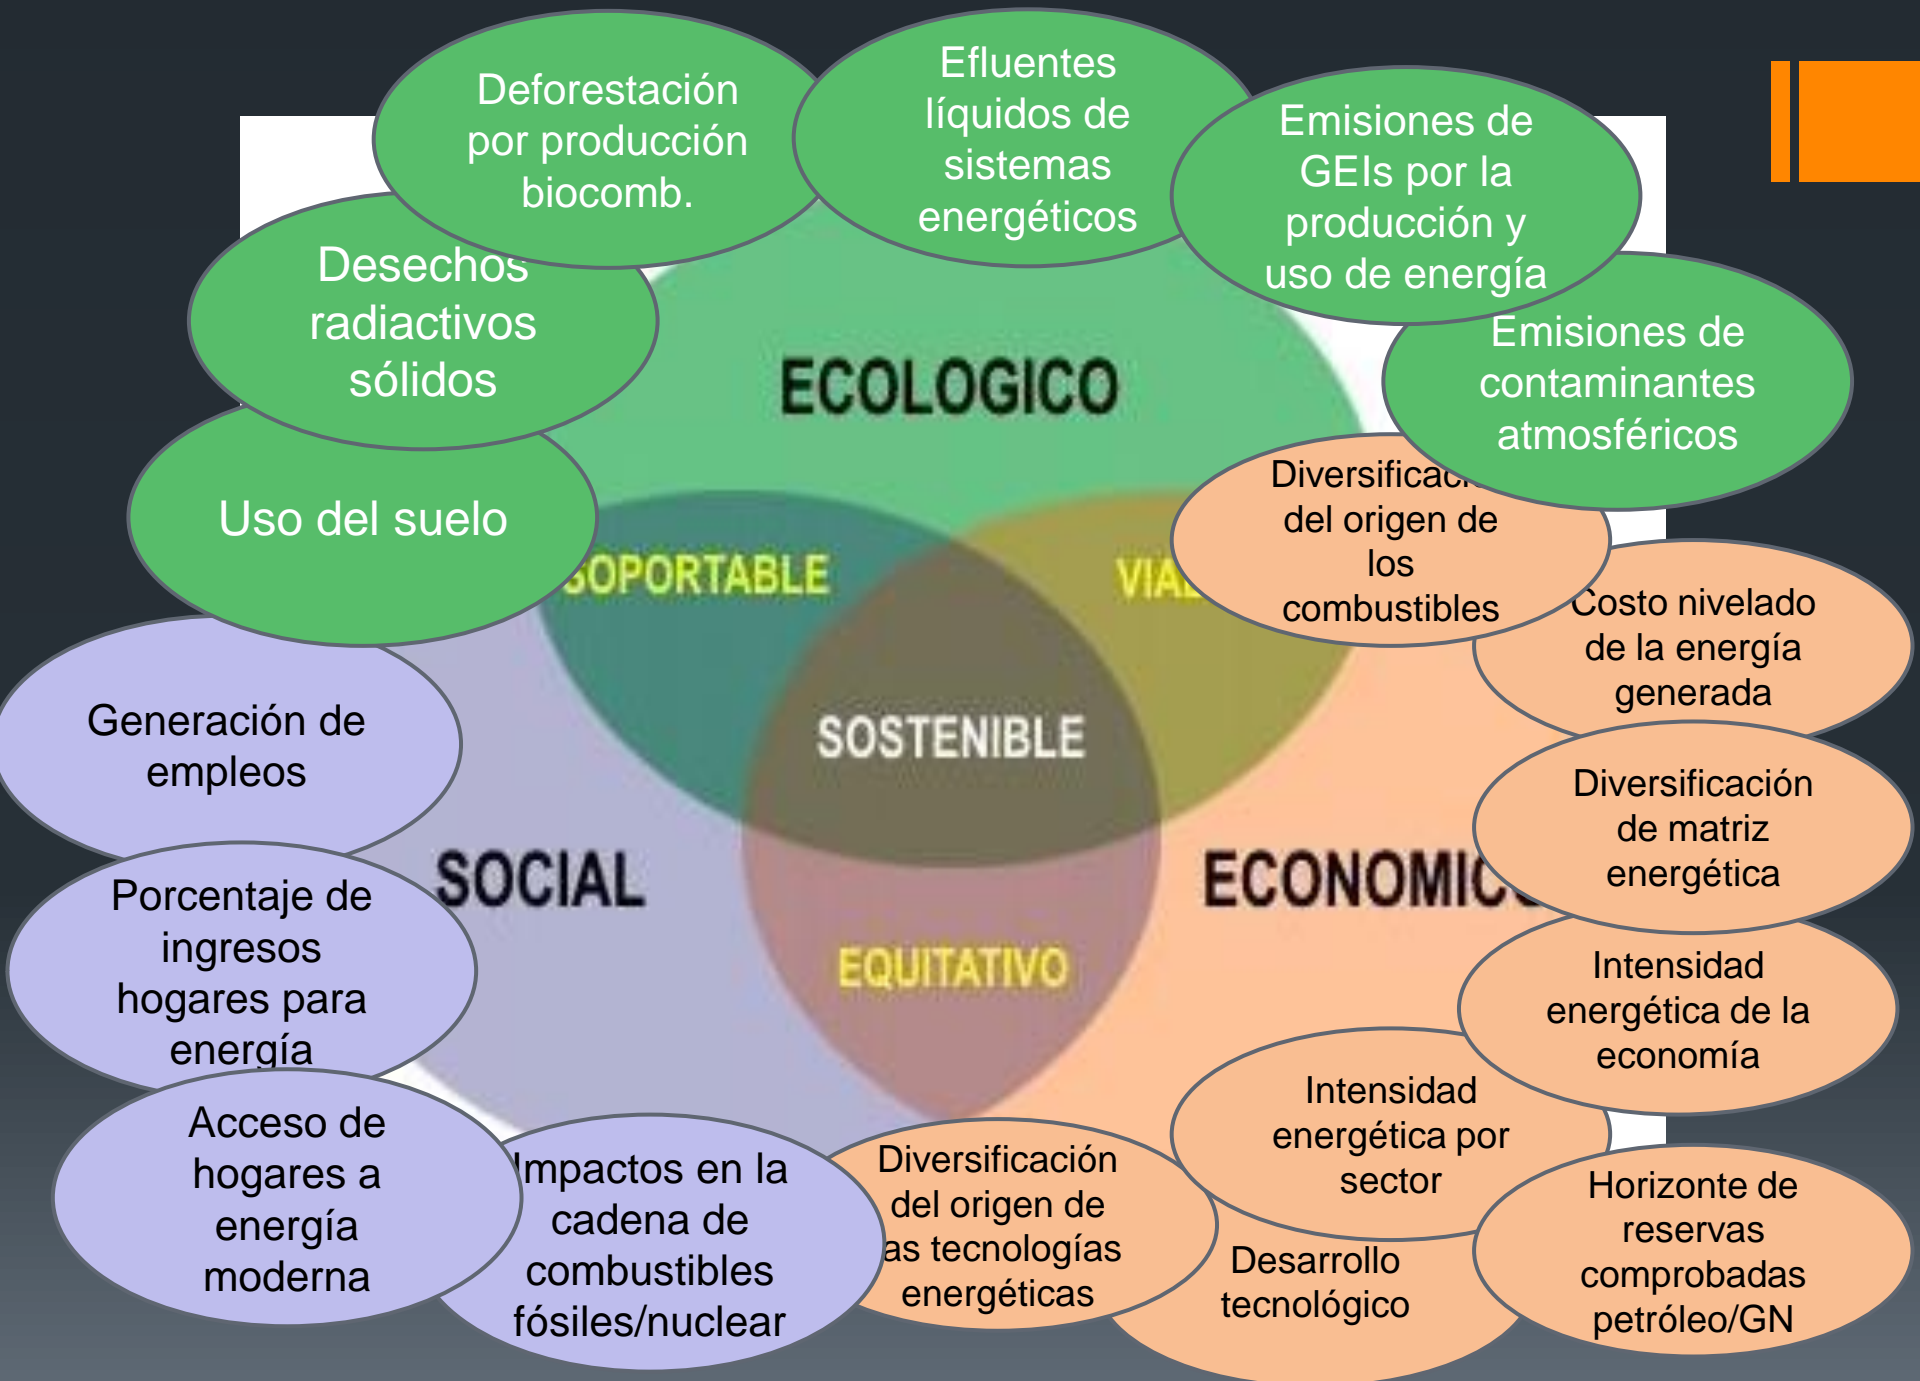 Deforestación
por producción
biocomb.
Efluentes
líquidos de
sistemas
energéticos
Emisiones de
GEIs por la
producción y
uso de energía
Desechos
radiactivos
sólidos
Emisiones de
contaminantes
atmosféricos
Uso del suelo
ECOLOGICO
SOPORTABLE
del origen de
los
combustibles
Costo nivelado
de la energía
generada
Generación de
empleos
SOSTENIBLE
Diversificación
de matriz
energética
Porcentaje de
ingresos
hogares para
energía
SOCIAL
EQUITATIVO
Intensidad
energética de la
economía
Acceso de
hogares a
energía
moderna
Impactos en la
cadena de
combustibles
fósiles/nuclear
Diversificación
del origen de
tecnologías
energéticas
Intensidad
energética por
sector
Desarrollo
tecnológico
Horizonte de
reservas
comprobadas
petróleo/GN